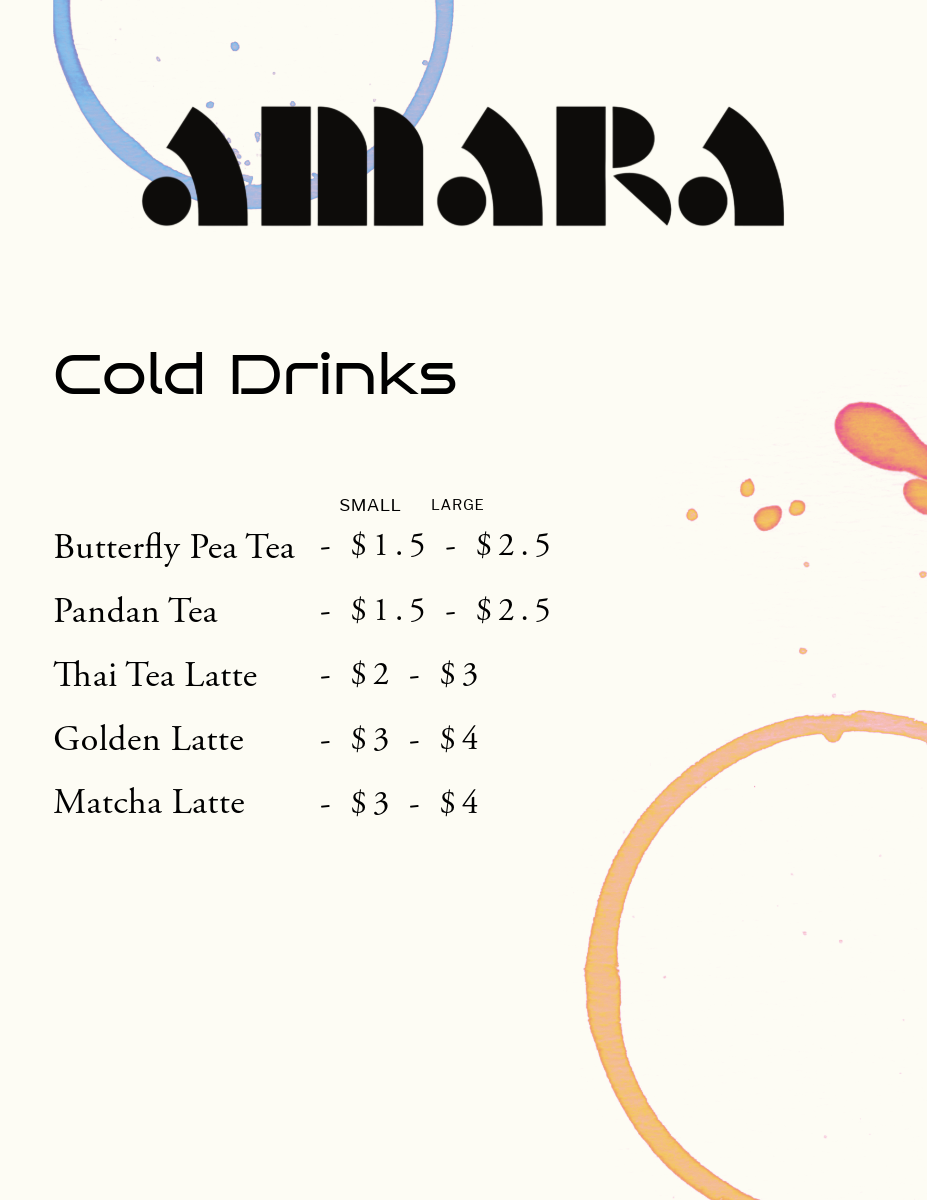 AMARA
Cold Drinks
SMALL LARGE
Butterfly Pea Tea - $1.5 - $2.5
Pandan Tea - $1.5 - $2.5
Thai Tea Latte - $2 - $3
Golden Latte - $3 - $4
Matcha Latte - $3 - $4